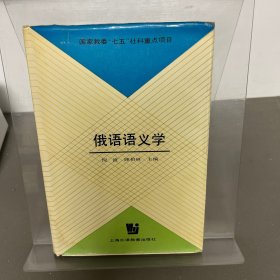 国家教委“七五”社科重点项目
俄语语义学
倪波 顾柏林 主编
上海外语教育出版社